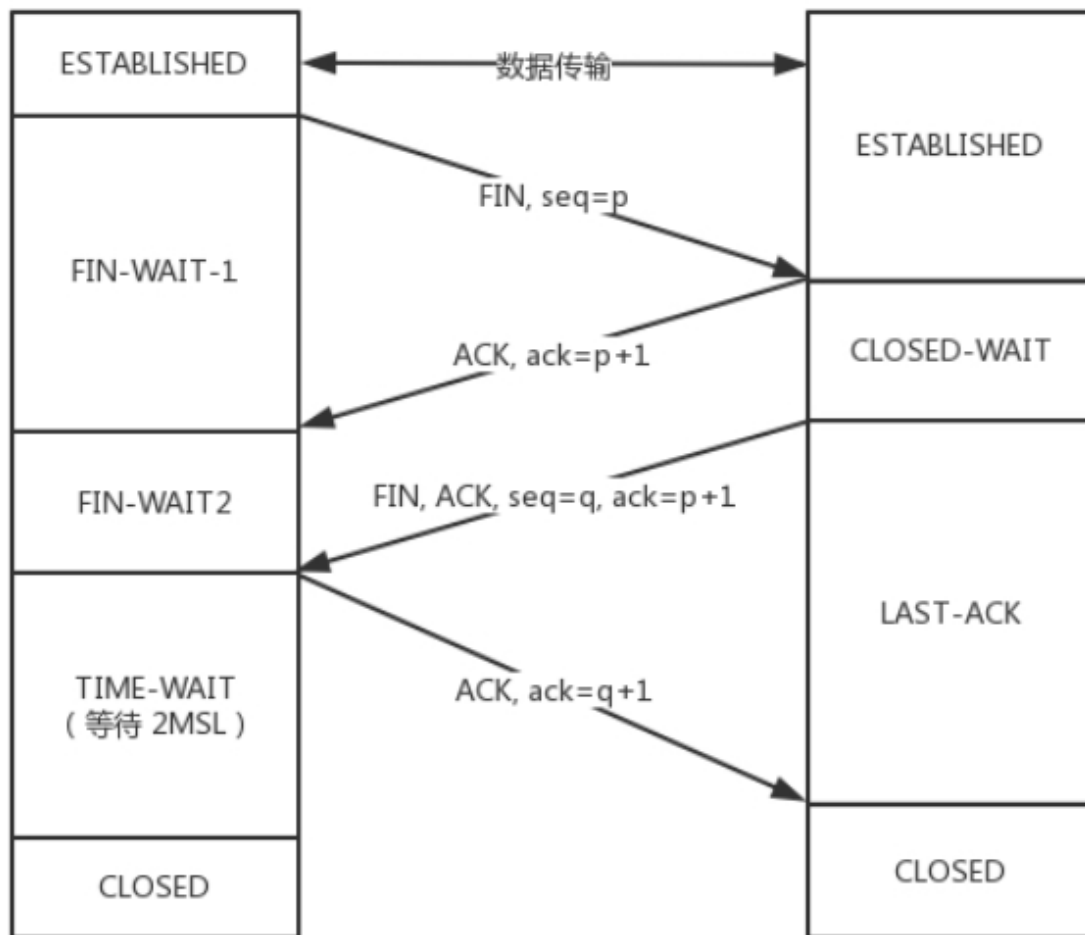 ESTABLISHED
数据传输
ESTABLISHED
FIN, seq=p
FIN-WAIT-1
CLOSED-WAIT
ACK, ack=p+1
FIN-WAIT2
FIN, ACK, seq=q, ack=p+1
LAST-ACK
TIME-WAIT
（等待 2MSL）
ACK, ack=q+1
CLOSED
CLOSED